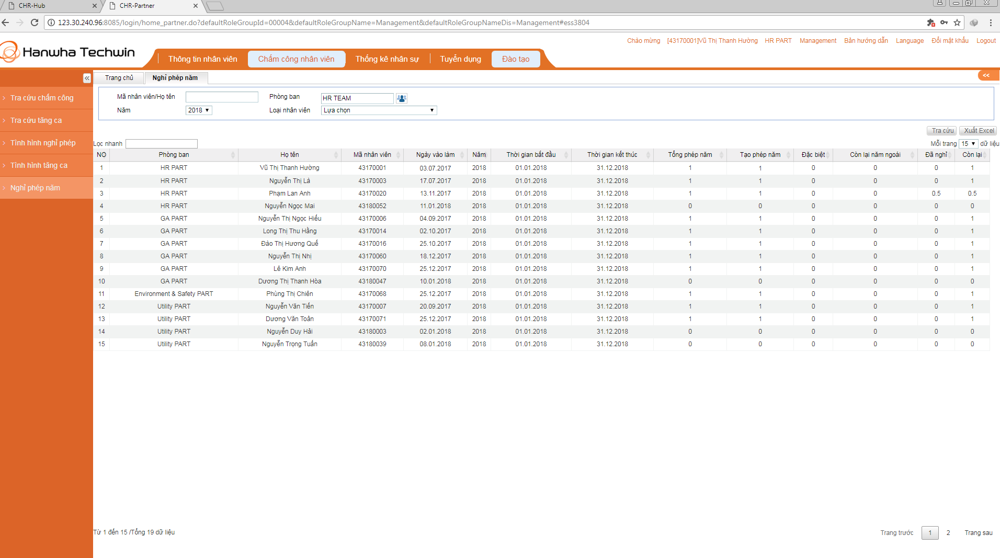 CHR-Hub CHR-Partner
123.30.240.96:8085/login/home_partner.do?defaultRoleGroupId=00004&defaultRoleGroupName=Management&defaultRoleGroupNameDis=Management#ess3804
Chào mừng [43170001]Vũ Thị Thanh Hường HR PART Management Bản hướng dẫn Language Đổi mật khẩu Logout
Hanwha Techwin
Thông tin nhân viên Chấm công nhân viên Thống kê nhân sự Tuyển dụng Đào tạo
Trang chủ Nghỉ phép năm
Tra cứu chấm công
Tra cứu tăng ca
Tình hình nghỉ phép
Tình hình tăng ca
Nghỉ phép năm
Mã nhân viên/Họ tên Phòng ban HR TEAM
Năm 2018 Loại nhân viên Lựa chọn
Tra cứu Xuất Excel
Lọc nhanh Mỗi trang 15 dữ liệu
NO Phòng ban Họ tên Mã nhân viên Ngày vào làm Năm Thời gian bắt đầu Thời gian kết thúc Tổng phép năm Tạo phép năm Đặc biệt Còn lại năm ngoái Đã nghỉ Còn lại
1 HR PART Vũ Thị Thanh Hường 43170001 03.07.2017 2018 01.01.2018 31.12.2018 1 1 0 0 0 1
2 HR PART Nguyễn Thị Là 43170003 17.07.2017 2018 01.01.2018 31.12.2018 1 1 0 0 0 1
3 HR PART Phạm Lan Anh 43170020 13.11.2017 2018 01.01.2018 31.12.2018 1 1 0 0 0.5 0.5
4 HR PART Nguyễn Ngọc Mai 43180052 11.01.2018 2018 01.01.2018 31.12.2018 0 0 0 0 0 0
5 GA PART Nguyễn Thị Ngọc Hiếu 43170006 04.09.2017 2018 01.01.2018 31.12.2018 1 1 0 0 0 1
6 GA PART Long Thị Thu Hằng 43170014 02.10.2017 2018 01.01.2018 31.12.2018 1 1 0 0 0 1
7 GA PART Đào Thị Hương Quế 43170016 25.10.2017 2018 01.01.2018 31.12.2018 1 1 0 0 0 1
8 GA PART Nguyễn Thị Nhị 43170060 18.12.2017 2018 01.01.2018 31.12.2018 1 1 0 0 0 1
9 GA PART Lê Kim Anh 43170070 25.12.2017 2018 01.01.2018 31.12.2018 1 1 0 0 0 1
10 GA PART Dương Thị Thanh Hòa 43180047 10.01.2018 2018 01.01.2018 31.12.2018 0 0 0 0 0 0
11 Environment & Safety PART Phùng Thị Chiên 43170068 25.12.2017 2018 01.01.2018 31.12.2018 1 1 0 0 0 1
12 Utility PART Nguyễn Văn Tiến 43170007 20.09.2017 2018 01.01.2018 31.12.2018 1 1 0 0 0 1
13 Utility PART Dương Văn Toản 43170071 25.12.2017 2018 01.01.2018 31.12.2018 1 1 0 0 0 1
14 Utility PART Nguyễn Duy Hải 43180003 02.01.2018 2018 01.01.2018 31.12.2018 0 0 0 0 0 0
15 Utility PART Nguyễn Trọng Tuấn 43180039 08.01.2018 2018 01.01.2018 31.12.2018 0 0 0 0 0 0
Từ 1 đến 15 /Tổng 19 dữ liệu Trang trước 1 2 Trang sau